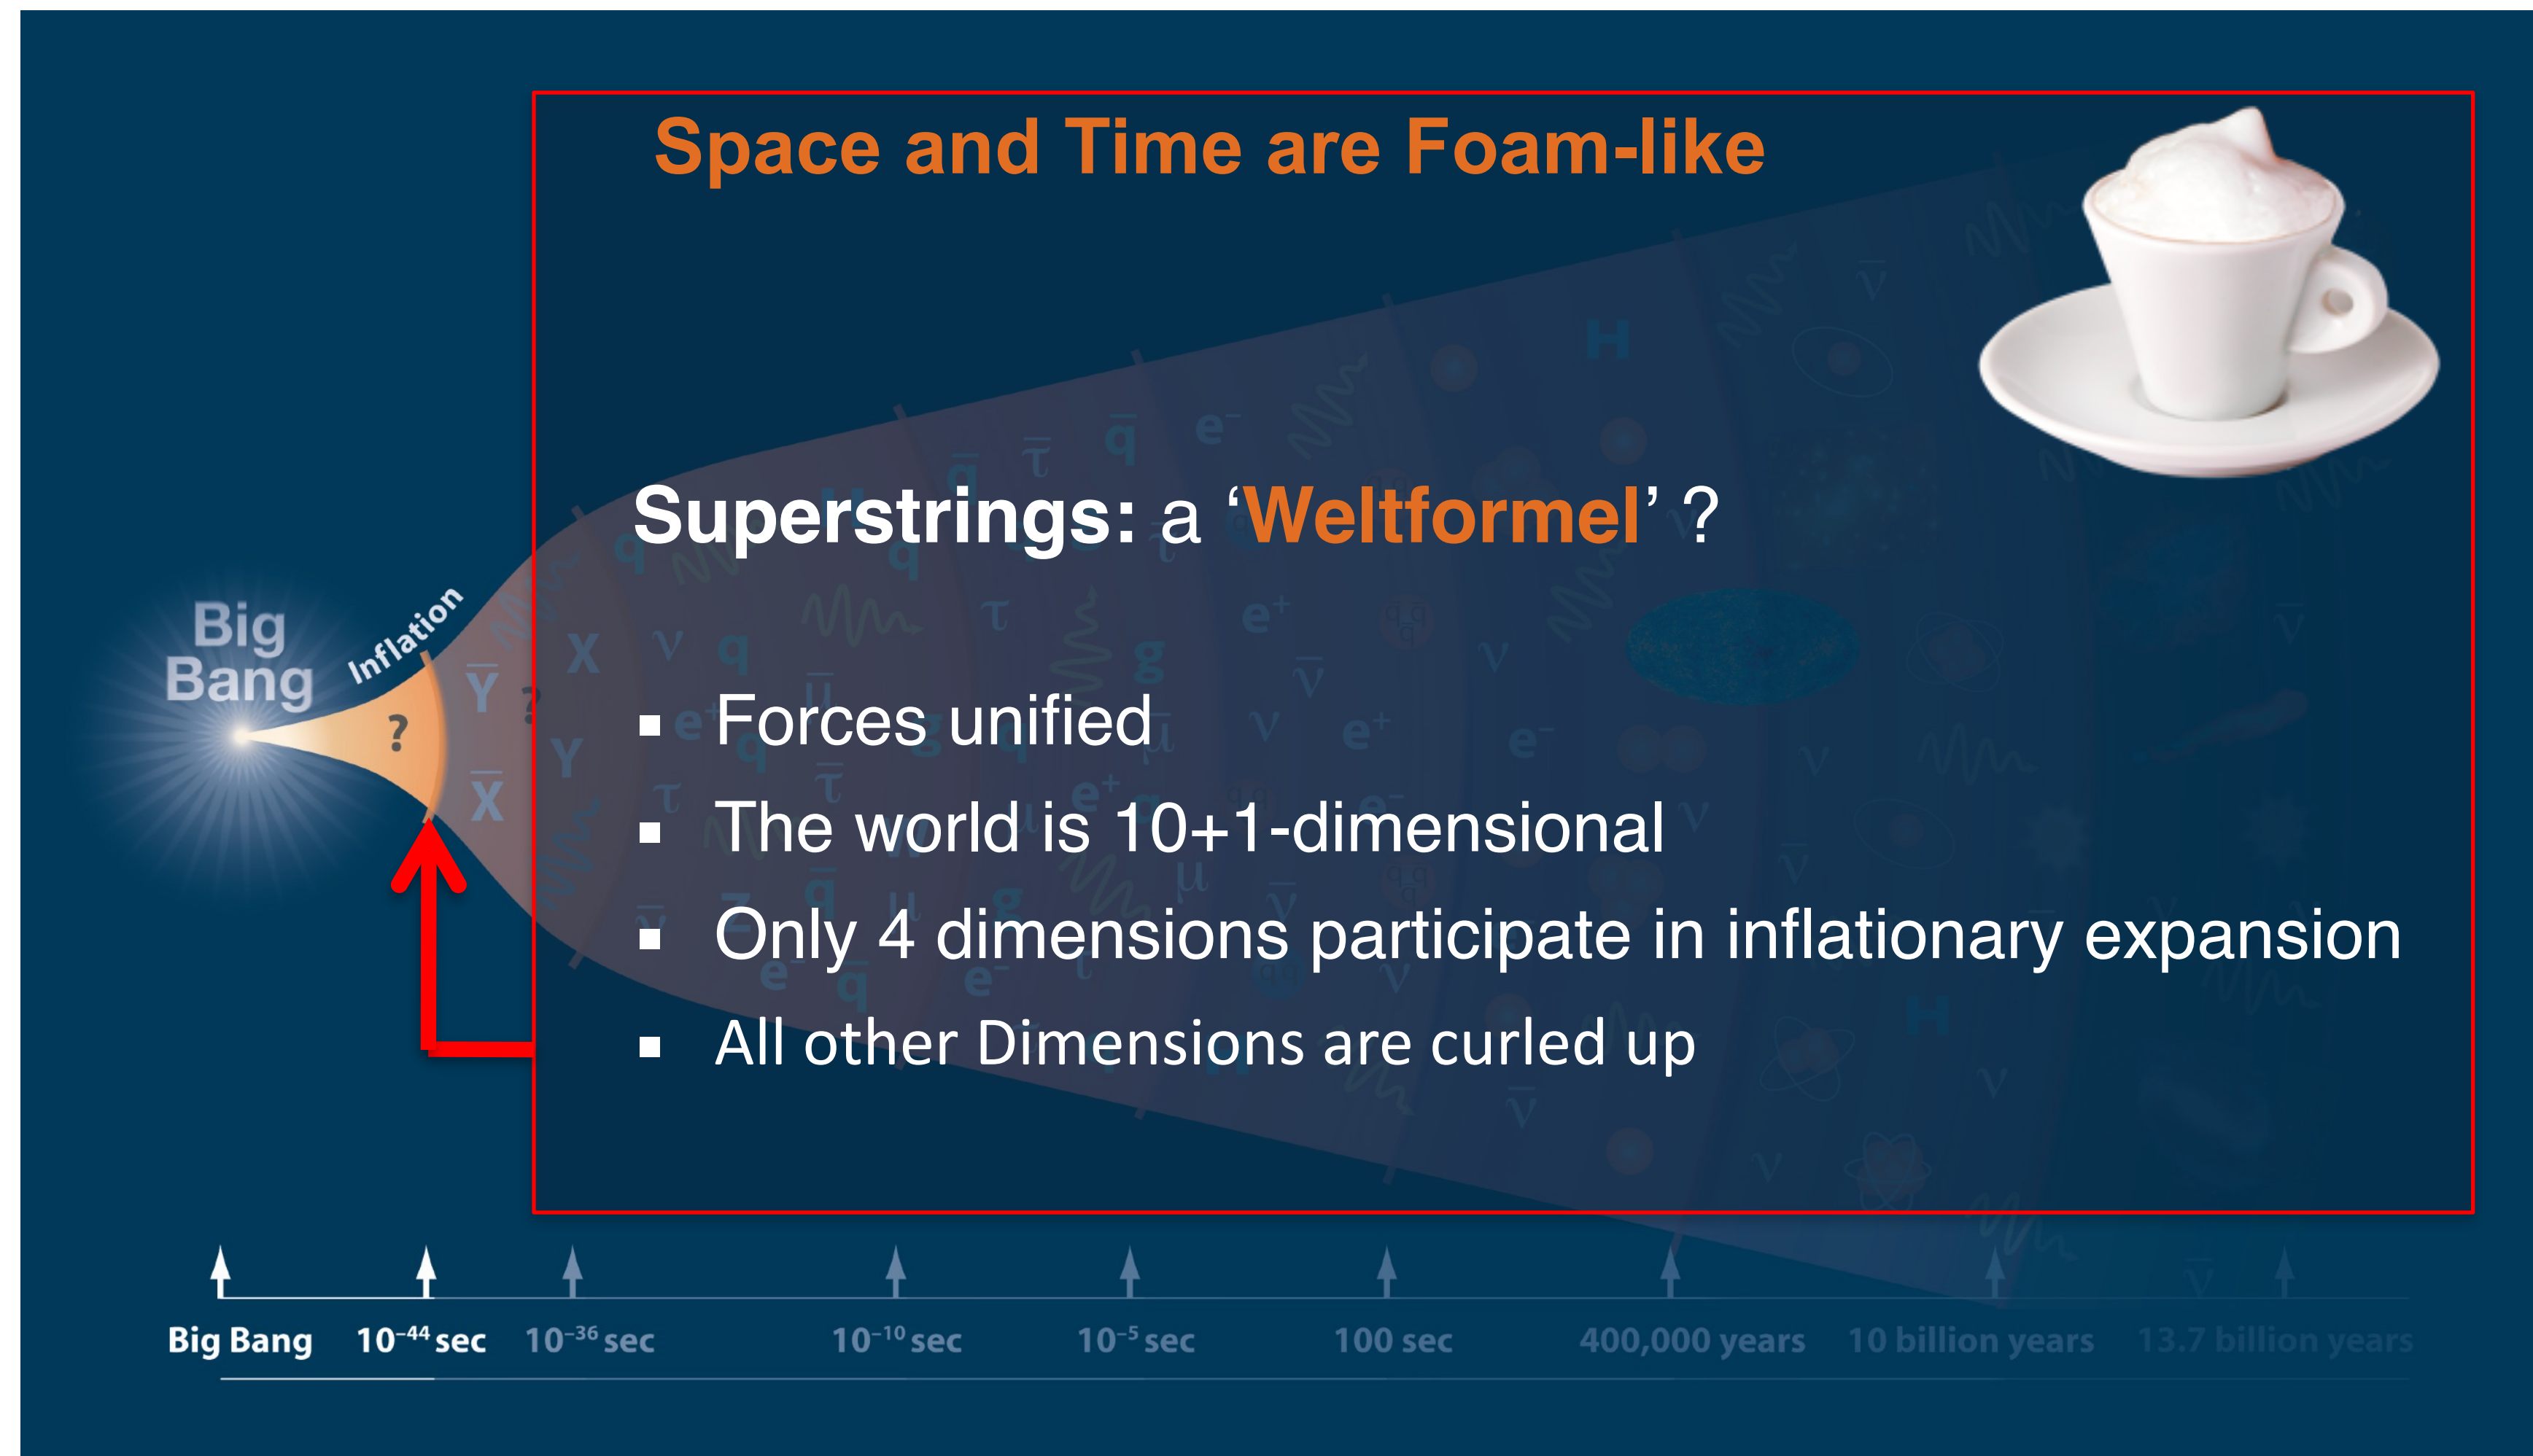 Space and Time are Foam-like
Superstrings: a ‘Weltformel’ ?
Big
Bang
Inflation
?
Y̅
?
X
Y
X̅
▪ Forces unified
▪ The world is 10+1-dimensional
▪ Only 4 dimensions participate in inflationary expansion
▪ All other Dimensions are curled up
Big Bang 10⁻⁴⁴ sec 10⁻³⁶ sec 10⁻¹⁰ sec 10⁻⁵ sec 100 sec 400,000 years 10 billion years 13.7 billion years